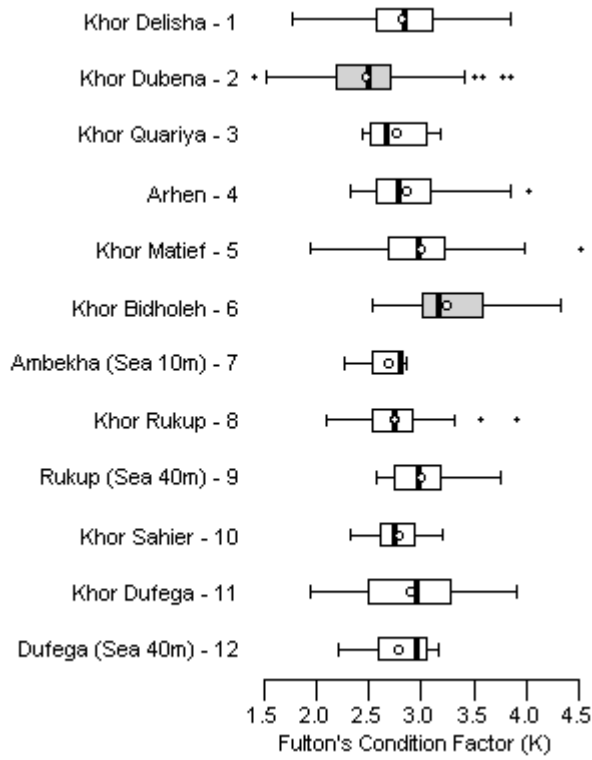 Khor Delisha - 1
Khor Dubena - 2
Khor Quariya - 3
Arhen - 4
Khor Matief - 5
Khor Bidholeh - 6
Ambekha (Sea 10m) - 7
Khor Rukup - 8
Rukup (Sea 40m) - 9
Khor Sahier - 10
Khor Dufega - 11
Dufega (Sea 40m) - 12
1.5 2.0 2.5 3.0 3.5 4.0 4.5
Fulton's Condition Factor (K)